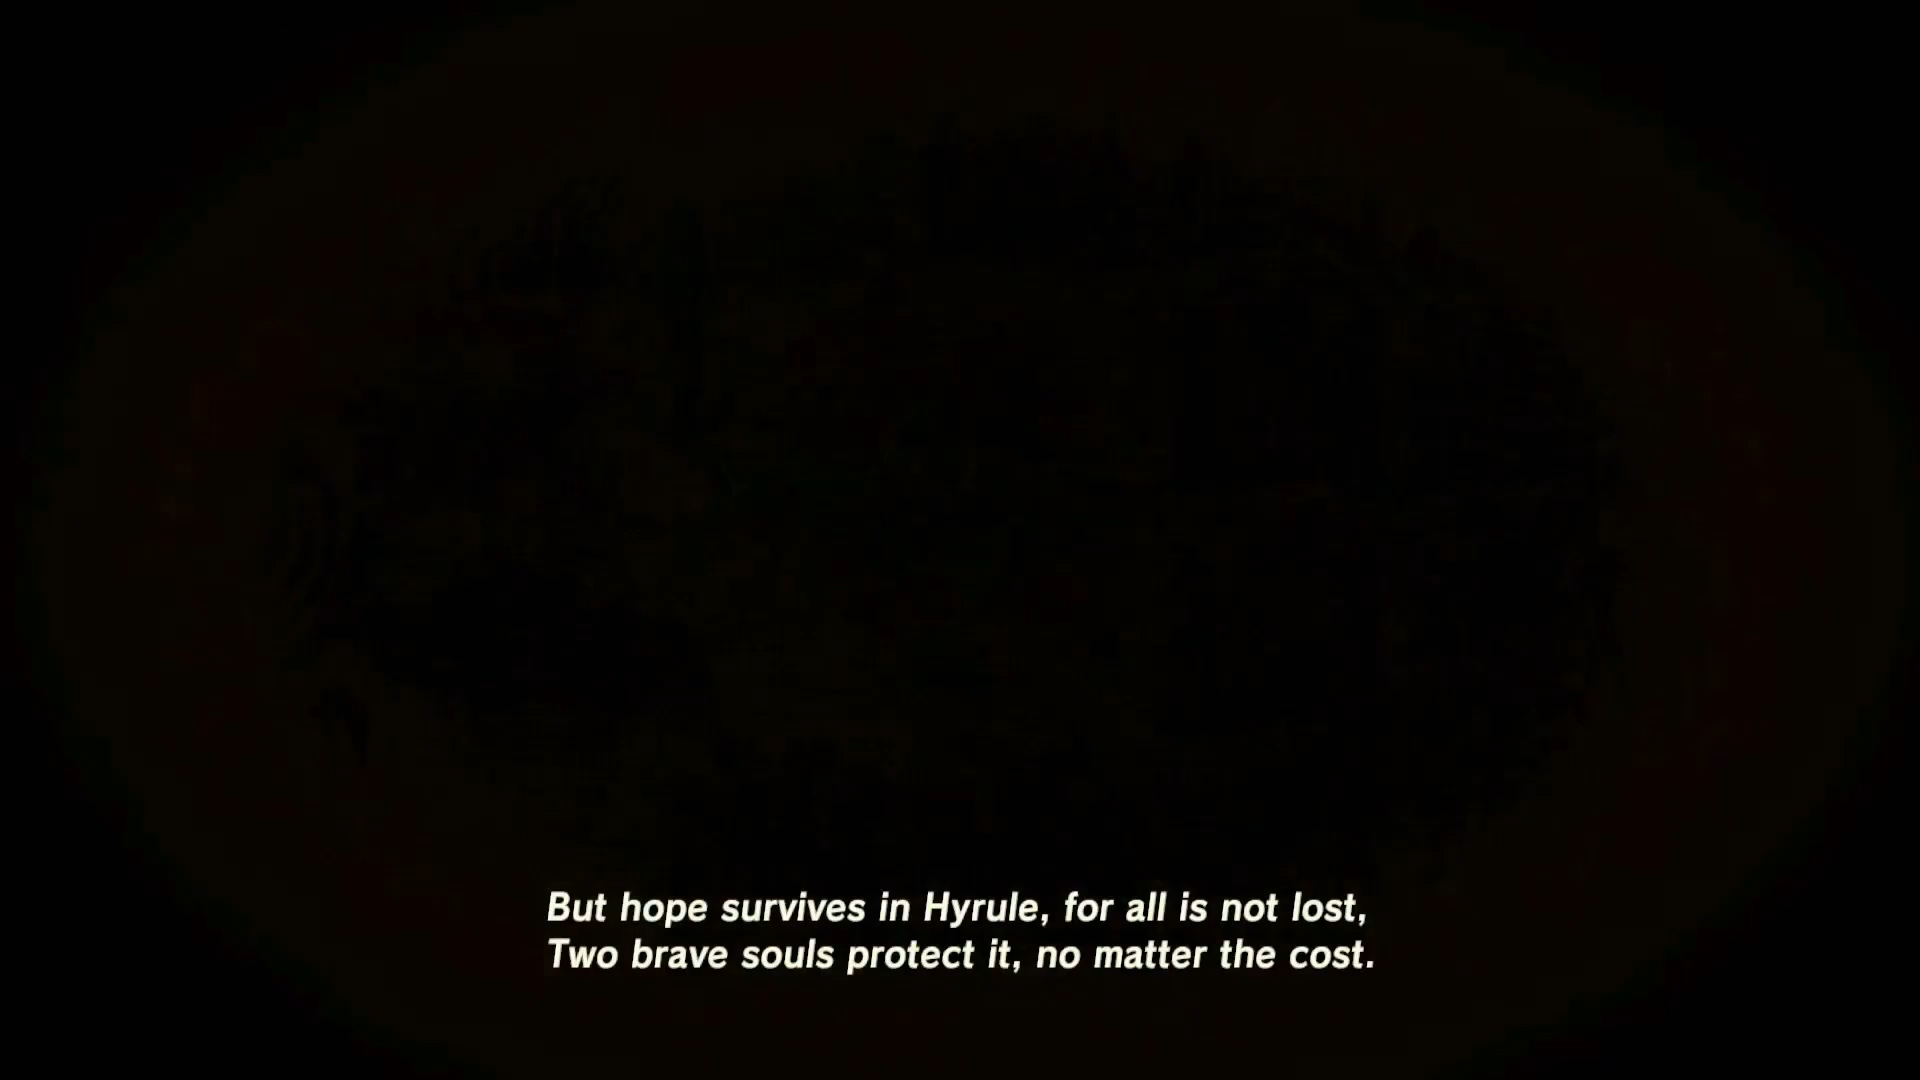 But hope survives in Hyrule, for all is not lost,
Two brave souls protect it, no matter the cost.